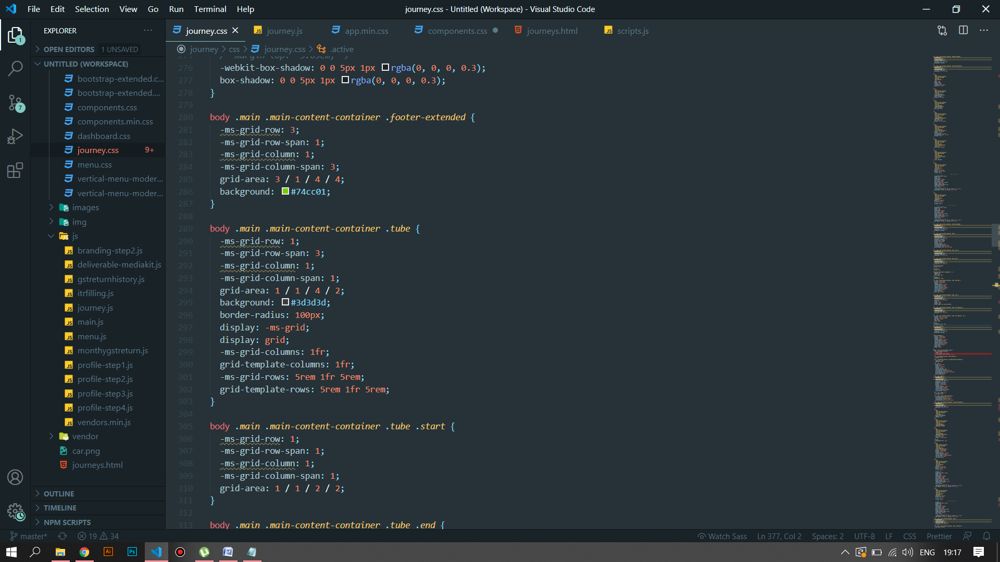 File Edit Selection View Go Run Terminal Help
journey.css - Untitled (Workspace) - Visual Studio Code
EXPLORER
journey.css
journey.js
app.min.css
components.css
journeys.html
scripts.js
OPEN EDITORS 1 UNSAVED
journey > css > journey.css > .active
UNTITLED (WORKSPACE)
bootstrap-extended.c...
bootstrap-extended....
components.css
components.min.css
dashboard.css
journey.css 9+
menu.css
vertical-menu-moder...
vertical-menu-moder...
images
img
js
branding-step2.js
deliverable-mediakit.js
gstreturnhistory.js
itrfilling.js
journey.js
main.js
menu.js
monthygstreturn.js
profile-step1.js
profile-step2.js
profile-step3.js
profile-step4.js
vendors.min.js
vendor
car.png
journeys.html
OUTLINE
TIMELINE
NPM SCRIPTS
1
7
276 -webkit-box-shadow: 0 0 5px 1px rgba(0, 0, 0, 0.3);
277 box-shadow: 0 0 5px 1px rgba(0, 0, 0, 0.3);
278 }
279
280 body .main .main-content-container .footer-extended {
281 -ms-grid-row: 3;
282 -ms-grid-row-span: 1;
283 -ms-grid-column: 1;
284 -ms-grid-column-span: 3;
285 grid-area: 3 / 1 / 4 / 4;
286 background: #74cc01;
287 }
288
289 body .main .main-content-container .tube {
290 -ms-grid-row: 1;
291 -ms-grid-row-span: 3;
292 -ms-grid-column: 1;
293 -ms-grid-column-span: 1;
294 grid-area: 1 / 1 / 4 / 2;
295 background: #3d3d3d;
296 border-radius: 100px;
297 display: -ms-grid;
298 display: grid;
299 -ms-grid-columns: 1fr;
300 grid-template-columns: 1fr;
301 -ms-grid-rows: 5rem 1fr 5rem;
302 grid-template-rows: 5rem 1fr 5rem;
303 }
304
305 body .main .main-content-container .tube .start {
306 -ms-grid-row: 1;
307 -ms-grid-row-span: 1;
308 -ms-grid-column: 1;
309 -ms-grid-column-span: 1;
310 grid-area: 1 / 1 / 2 / 2;
311 }
312
313 body .main .main-content-container .tube .end {
master* 19 34
Watch Sass Ln 377, Col 2 Spaces: 2 UTF-8 LF CSS Prettier
Ai Ps ENG 19:17